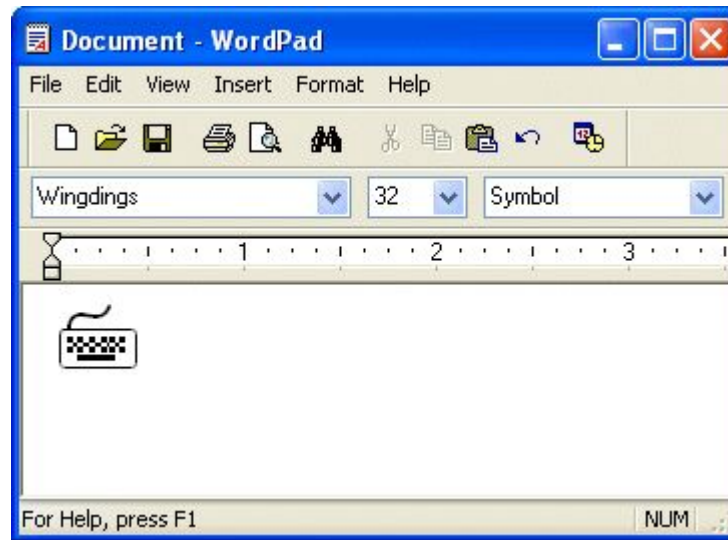 Document - WordPad
File Edit View Insert Format Help
Wingdings 32 Symbol
1 2 3
For Help, press F1 NUM